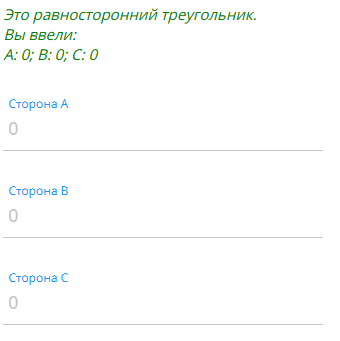 Это равносторонний треугольник.
Вы ввели:
A: 0; B: 0; C: 0
Сторона A
0
Сторона B
0
Сторона C
0